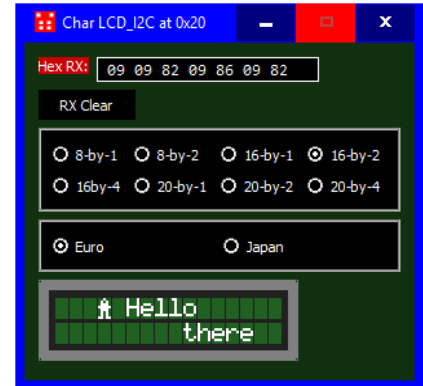 Char LCD_I2C at 0x20
Hex RX: 09 09 82 09 86 09 82
RX Clear
8-by-1 8-by-2 16-by-1 16-by-2
16by-4 20-by-1 20-by-2 20-by-4
Euro Japan
Hello
there